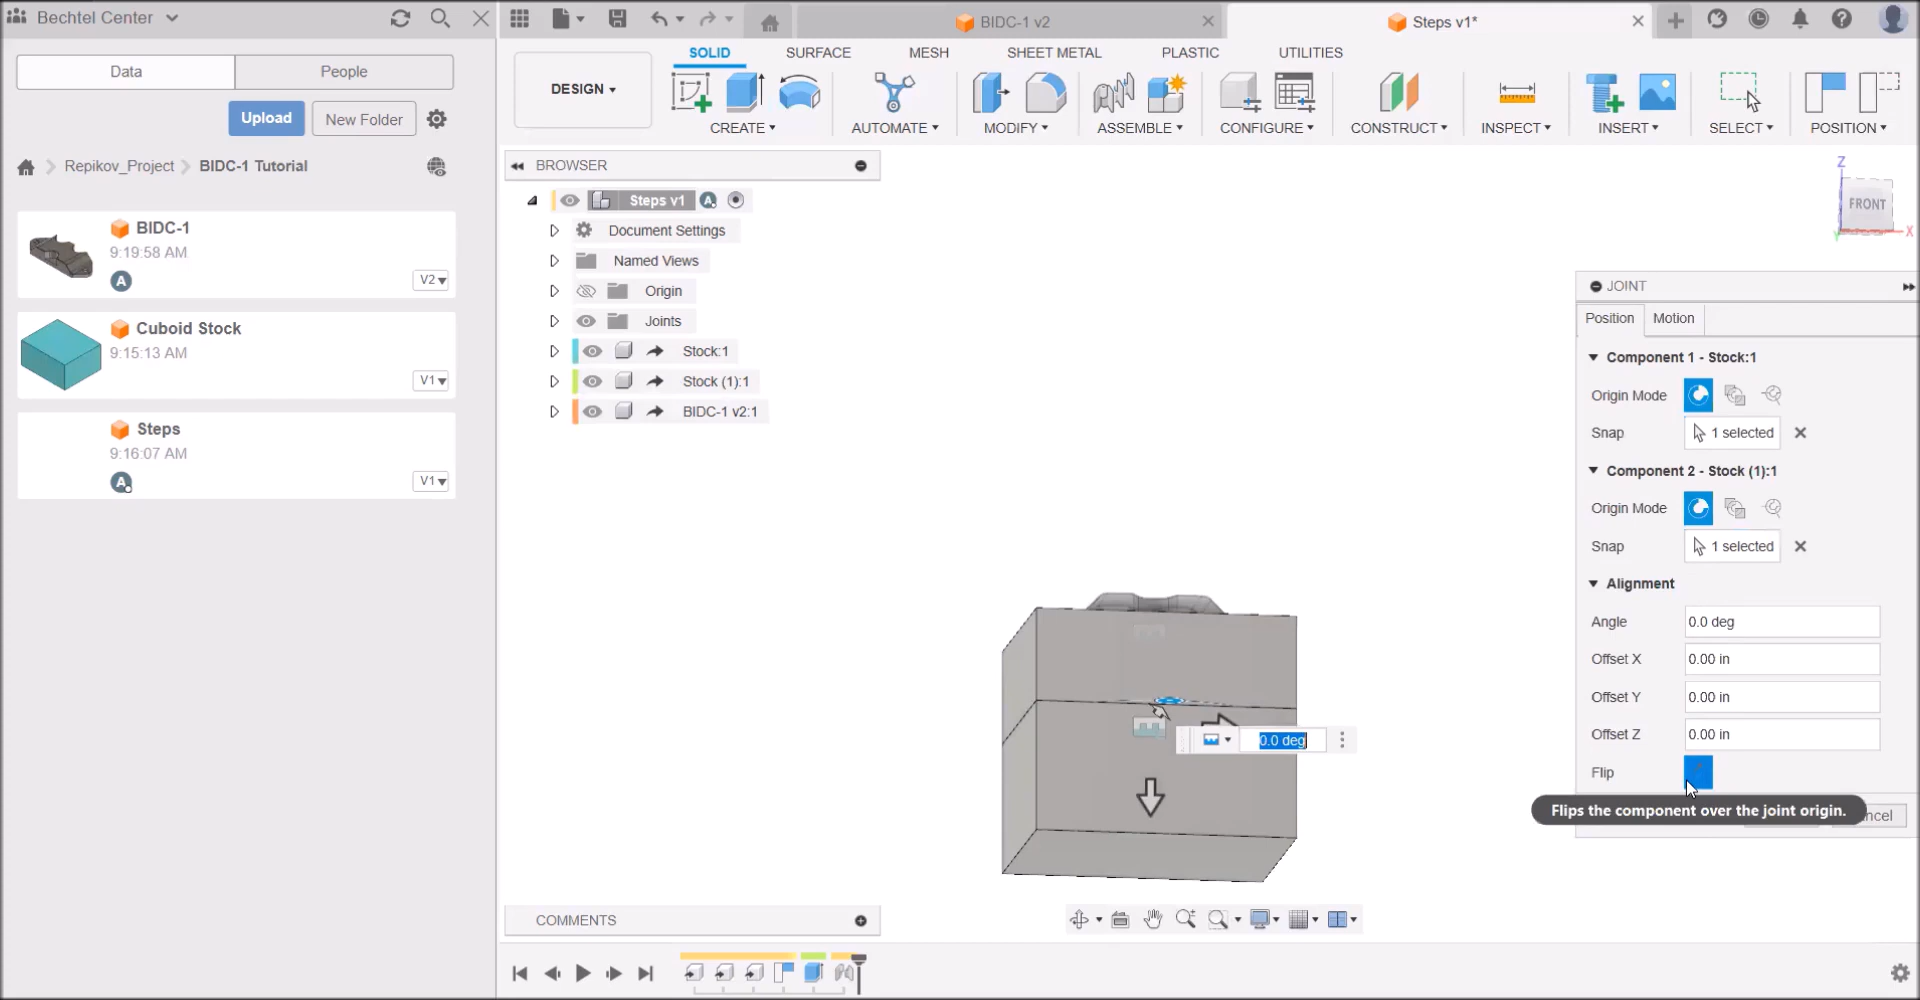 Bechtel Center
Data
People
Upload
New Folder
Repikov_Project
BIDC-1 Tutorial
BIDC-1
9:19:58 AM
A
V2
Cuboid Stock
9:15:13 AM
V1
Steps
9:16:07 AM
A
V1
BIDC-1 v2
Steps v1*
DESIGN
SOLID
SURFACE
MESH
SHEET METAL
PLASTIC
UTILITIES
CREATE
AUTOMATE
MODIFY
ASSEMBLE
CONFIGURE
CONSTRUCT
INSPECT
INSERT
SELECT
POSITION
BROWSER
Steps v1
A
Document Settings
Named Views
Origin
Joints
Stock:1
Stock (1):1
BIDC-1 v2:1
Z
FRONT
X
Y
JOINT
Position
Motion
Component 1 - Stock:1
Origin Mode
Snap
1 selected
Component 2 - Stock (1):1
Origin Mode
Snap
1 selected
Alignment
Angle
0.0 deg
Offset X
0.00 in
Offset Y
0.00 in
Offset Z
0.00 in
Flip
Flips the component over the joint origin.
0.0 deg
COMMENTS